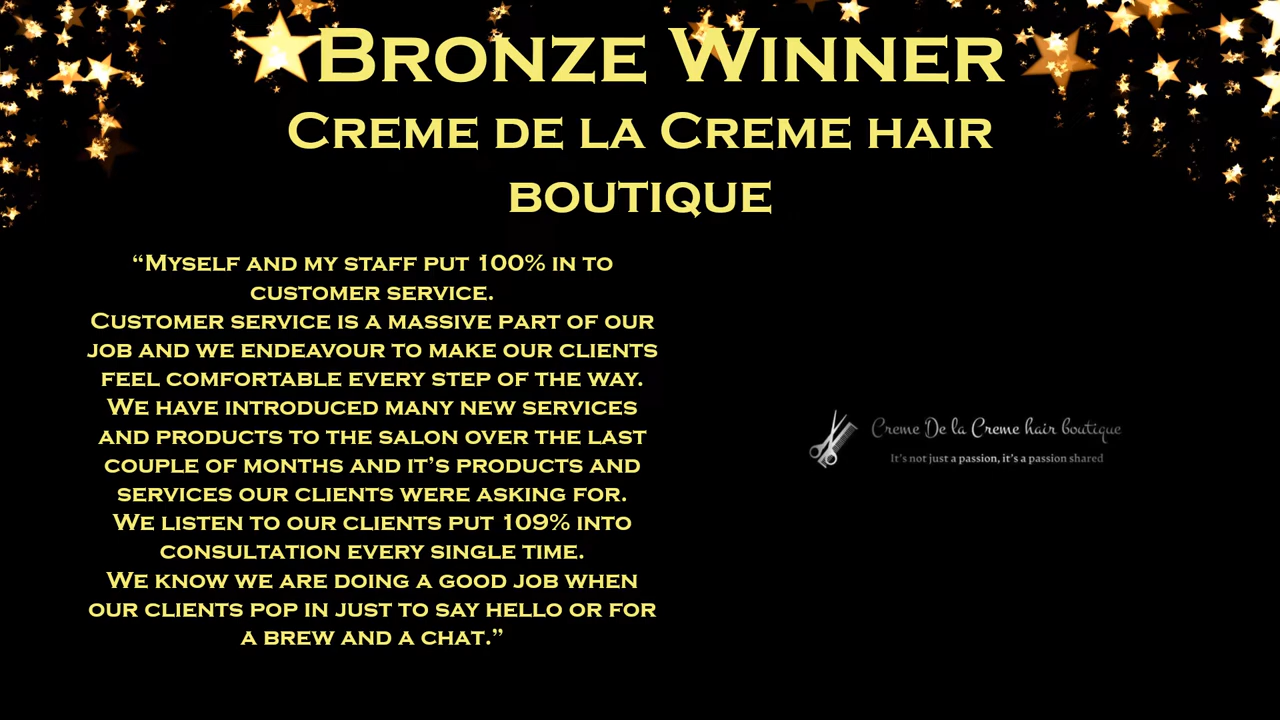 Bronze Winner
Creme de la Creme hair
boutique
“Myself and my staff put 100% in to
customer service.
Customer service is a massive part of our
job and we endeavour to make our clients
feel comfortable every step of the way.
We have introduced many new services
and products to the salon over the last
couple of months and it’s products and
services our clients were asking for.
We listen to our clients put 109% into
consultation every single time.
We know we are doing a good job when
our clients pop in just to say hello or for
a brew and a chat.”
Creme De la Creme hair boutique
It's not just a passion, it's a passion shared